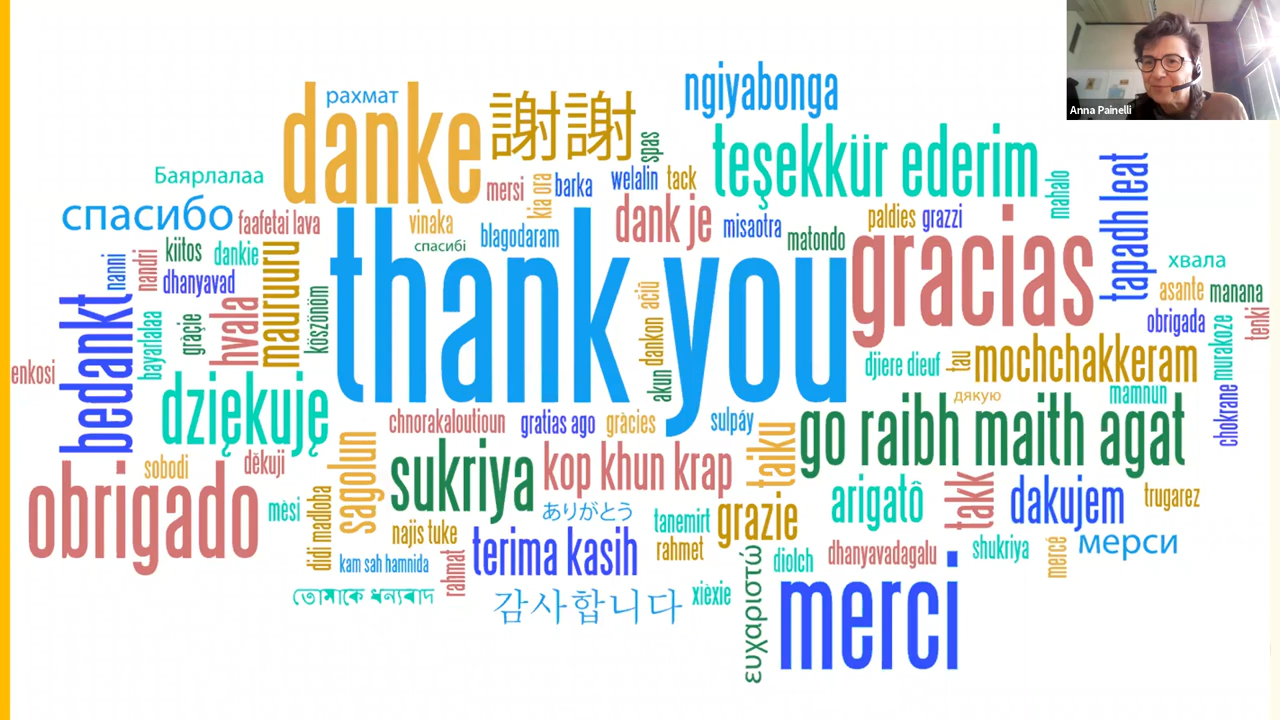 Anna Painelli
ngiyabonga
рахмат
danke
謝謝
spas
teşekkür ederim
tapadh leat
Баярлалаа
mersi
kia ora
barka
welalin
tack
mahalo
спасибо
faafetai lava
vinaka
dank je
misaotra
paldies
grazzi
спасибі
blagodaram
matondo
gracias
kiitos
dankie
nanni
nandri
dhanyavad
maururu
thank you
хвала
asante
manana
köszönöm
ačiū
dankon
obrigada
tenki
bedankt
bayarlalaa
gràcie
hvala
murakoze
enkosi
akun
djiere dieuf
tau
mochchakkeram
dziękuję
дякую
mamnun
chokrane
chnorakaloutioun
gratias ago
gràcies
sulpáy
taiku
go raibh maith agat
sobodi
děkuji
sagolun
sukriya
kop khun krap
obrigado
mèsi
didi madloba
ありがとう
tanemirt
grazie
arigatô
takk
dakujem
trugarez
najis tuke
terima kasih
rahmet
kam sah hamnida
rahmat
ευχαριστώ
diolch
dhanyavadagalu
shukriya
merce
мерси
তোমাকে ধন্যবাদ
감사합니다
xièxie
merci